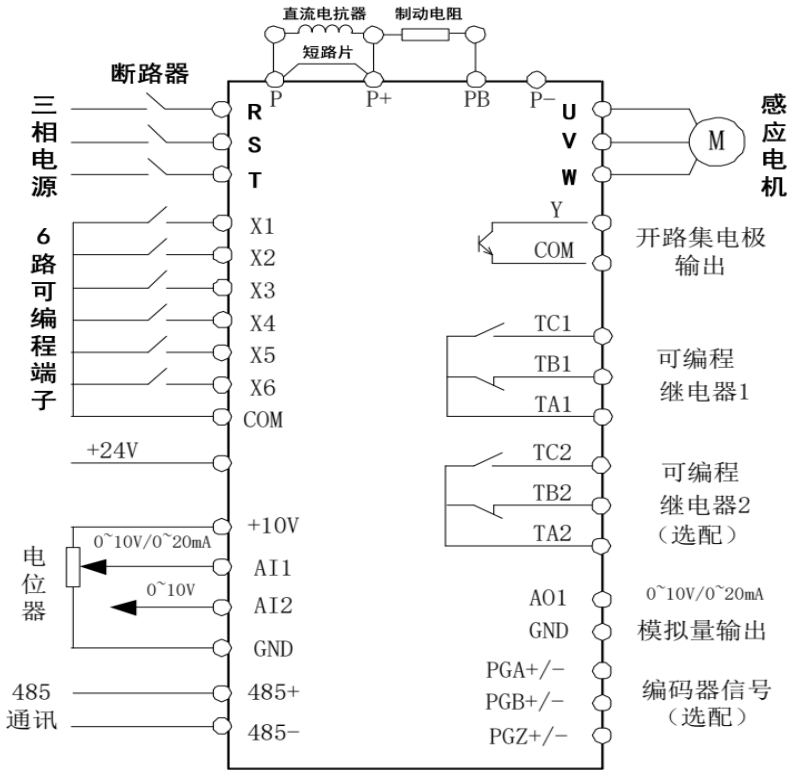 直流电抗器
制动电阻
短路片
断路器
P
P+
PB
P-
三相电源
R
S
T
U
V
W
M
感应电机
6路可编程端子
X1
X2
X3
X4
X5
X6
COM
+24V
Y
COM
开路集电极
输出
TC1
TB1
TA1
可编程
继电器1
TC2
TB2
TA2
可编程
继电器2
（选配）
电位器
+10V
0~10V/0~20mA
AI1
0~10V
AI2
GND
AO1
GND
0~10V/0~20mA
模拟量输出
485
通讯
485+
485-
PGA+/-
PGB+/-
PGZ+/-
编码器信号
（选配）